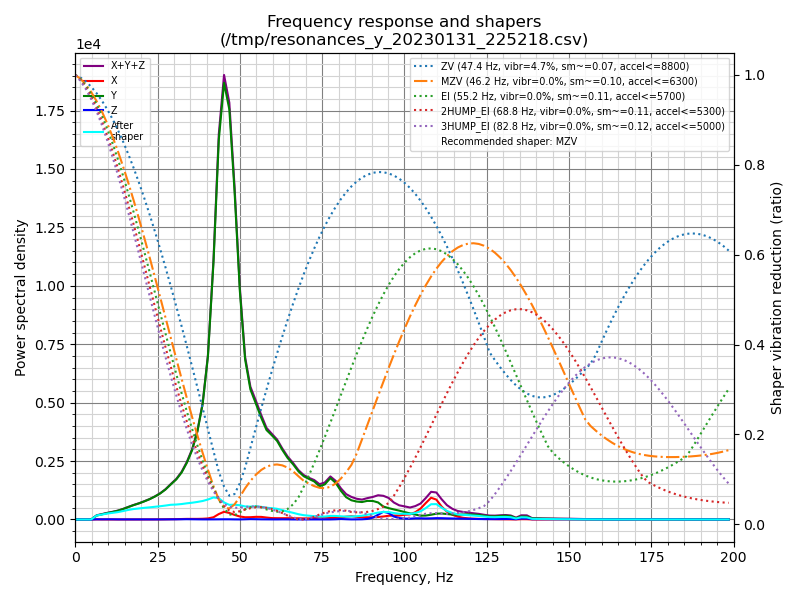 Frequency response and shapers
(/tmp/resonances_y_20230131_225218.csv)
1e4
X+Y+Z
X
Y
Z
After
shaper
ZV (47.4 Hz, vibr=4.7%, sm~=0.07, accel<=8800)
MZV (46.2 Hz, vibr=0.0%, sm~=0.10, accel<=6300)
EI (55.2 Hz, vibr=0.0%, sm~=0.11, accel<=5700)
2HUMP_EI (68.8 Hz, vibr=0.0%, sm~=0.11, accel<=5300)
3HUMP_EI (82.8 Hz, vibr=0.0%, sm~=0.12, accel<=5000)
Recommended shaper: MZV
Power spectral density
1.75
1.50
1.25
1.00
0.75
0.50
0.25
0.00
1.0
0.8
0.6
0.4
0.2
0.0
Shaper vibration reduction (ratio)
0 25 50 75 100 125 150 175 200
Frequency, Hz